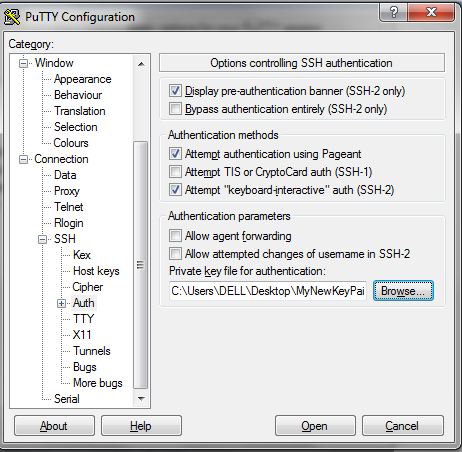 PuTTY Configuration
Category:
Window
Appearance
Behaviour
Translation
Selection
Colours
Connection
Data
Proxy
Telnet
Rlogin
SSH
Kex
Host keys
Cipher
Auth
TTY
X11
Tunnels
Bugs
More bugs
Serial
Options controlling SSH authentication
Display pre-authentication banner (SSH-2 only)
Bypass authentication entirely (SSH-2 only)
Authentication methods
Attempt authentication using Pageant
Attempt TIS or CryptoCard auth (SSH-1)
Attempt "keyboard-interactive" auth (SSH-2)
Authentication parameters
Allow agent forwarding
Allow attempted changes of username in SSH-2
Private key file for authentication:
C:\Users\DELL\Desktop\MyNewKeyPai Browse...
About Help Open Cancel